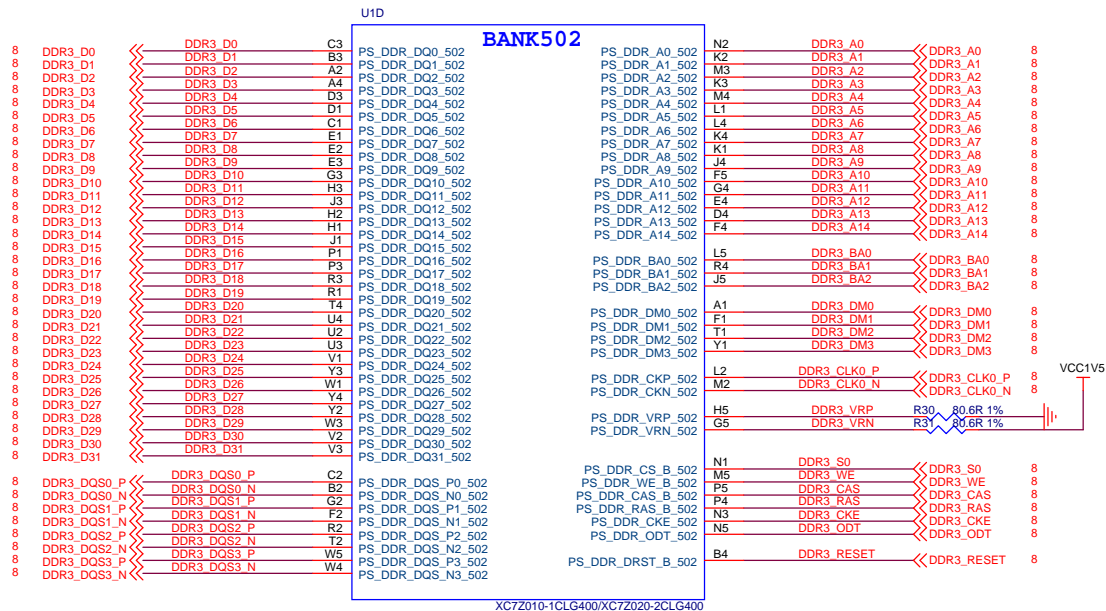 U1D
BANK502
8 DDR3_D0 DDR3_D0 C3 PS_DDR_DQ0_502
8 DDR3_D1 DDR3_D1 B3 PS_DDR_DQ1_502
8 DDR3_D2 DDR3_D2 A2 PS_DDR_DQ2_502
8 DDR3_D3 DDR3_D3 A4 PS_DDR_DQ3_502
8 DDR3_D4 DDR3_D4 D3 PS_DDR_DQ4_502
8 DDR3_D5 DDR3_D5 D1 PS_DDR_DQ5_502
8 DDR3_D6 DDR3_D6 C1 PS_DDR_DQ6_502
8 DDR3_D7 DDR3_D7 E1 PS_DDR_DQ7_502
8 DDR3_D8 DDR3_D8 E2 PS_DDR_DQ8_502
8 DDR3_D9 DDR3_D9 E3 PS_DDR_DQ9_502
8 DDR3_D10 DDR3_D10 G3 PS_DDR_DQ10_502
8 DDR3_D11 DDR3_D11 H3 PS_DDR_DQ11_502
8 DDR3_D12 DDR3_D12 J3 PS_DDR_DQ12_502
8 DDR3_D13 DDR3_D13 H2 PS_DDR_DQ13_502
8 DDR3_D14 DDR3_D14 H1 PS_DDR_DQ14_502
8 DDR3_D15 DDR3_D15 J1 PS_DDR_DQ15_502
8 DDR3_D16 DDR3_D16 P1 PS_DDR_DQ16_502
8 DDR3_D17 DDR3_D17 P3 PS_DDR_DQ17_502
8 DDR3_D18 DDR3_D18 R3 PS_DDR_DQ18_502
8 DDR3_D19 DDR3_D19 R1 PS_DDR_DQ19_502
8 DDR3_D20 DDR3_D20 T4 PS_DDR_DQ20_502
8 DDR3_D21 DDR3_D21 U4 PS_DDR_DQ21_502
8 DDR3_D22 DDR3_D22 U2 PS_DDR_DQ22_502
8 DDR3_D23 DDR3_D23 U3 PS_DDR_DQ23_502
8 DDR3_D24 DDR3_D24 V1 PS_DDR_DQ24_502
8 DDR3_D25 DDR3_D25 Y3 PS_DDR_DQ25_502
8 DDR3_D26 DDR3_D26 W1 PS_DDR_DQ26_502
8 DDR3_D27 DDR3_D27 Y4 PS_DDR_DQ27_502
8 DDR3_D28 DDR3_D28 Y2 PS_DDR_DQ28_502
8 DDR3_D29 DDR3_D29 W3 PS_DDR_DQ29_502
8 DDR3_D30 DDR3_D30 V2 PS_DDR_DQ30_502
8 DDR3_D31 DDR3_D31 V3 PS_DDR_DQ31_502
8 DDR3_DQS0_P DDR3_DQS0_P C2 PS_DDR_DQS_P0_502
8 DDR3_DQS0_N DDR3_DQS0_N B2 PS_DDR_DQS_N0_502
8 DDR3_DQS1_P DDR3_DQS1_P G2 PS_DDR_DQS_P1_502
8 DDR3_DQS1_N DDR3_DQS1_N F2 PS_DDR_DQS_N1_502
8 DDR3_DQS2_P DDR3_DQS2_P R2 PS_DDR_DQS_P2_502
8 DDR3_DQS2_N DDR3_DQS2_N T2 PS_DDR_DQS_N2_502
8 DDR3_DQS3_P DDR3_DQS3_P W5 PS_DDR_DQS_P3_502
8 DDR3_DQS3_N DDR3_DQS3_N W4 PS_DDR_DQS_N3_502
PS_DDR_A0_502 N2 DDR3_A0 DDR3_A0 8
PS_DDR_A1_502 K2 DDR3_A1 DDR3_A1 8
PS_DDR_A2_502 M3 DDR3_A2 DDR3_A2 8
PS_DDR_A3_502 K3 DDR3_A3 DDR3_A3 8
PS_DDR_A4_502 M4 DDR3_A4 DDR3_A4 8
PS_DDR_A5_502 L1 DDR3_A5 DDR3_A5 8
PS_DDR_A6_502 L4 DDR3_A6 DDR3_A6 8
PS_DDR_A7_502 K4 DDR3_A7 DDR3_A7 8
PS_DDR_A8_502 K1 DDR3_A8 DDR3_A8 8
PS_DDR_A9_502 J4 DDR3_A9 DDR3_A9 8
PS_DDR_A10_502 F5 DDR3_A10 DDR3_A10 8
PS_DDR_A11_502 G4 DDR3_A11 DDR3_A11 8
PS_DDR_A12_502 E4 DDR3_A12 DDR3_A12 8
PS_DDR_A13_502 D4 DDR3_A13 DDR3_A13 8
PS_DDR_A14_502 F4 DDR3_A14 DDR3_A14 8
PS_DDR_BA0_502 L5 DDR3_BA0 DDR3_BA0 8
PS_DDR_BA1_502 R4 DDR3_BA1 DDR3_BA1 8
PS_DDR_BA2_502 J5 DDR3_BA2 DDR3_BA2 8
PS_DDR_DM0_502 A1 DDR3_DM0 DDR3_DM0 8
PS_DDR_DM1_502 F1 DDR3_DM1 DDR3_DM1 8
PS_DDR_DM2_502 T1 DDR3_DM2 DDR3_DM2 8
PS_DDR_DM3_502 Y1 DDR3_DM3 DDR3_DM3 8
PS_DDR_CKP_502 L2 DDR3_CLK0_P DDR3_CLK0_P 8
PS_DDR_CKN_502 M2 DDR3_CLK0_N DDR3_CLK0_N 8
VCC1V5
PS_DDR_VRP_502 H5 DDR3_VRP R30 80.6R 1%
PS_DDR_VRN_502 G5 DDR3_VRN R31 80.6R 1%
PS_DDR_CS_B_502 N1 DDR3_S0 DDR3_S0 8
PS_DDR_WE_B_502 M5 DDR3_WE DDR3_WE 8
PS_DDR_CAS_B_502 P5 DDR3_CAS DDR3_CAS 8
PS_DDR_RAS_B_502 P4 DDR3_RAS DDR3_RAS 8
PS_DDR_CKE_502 N3 DDR3_CKE DDR3_CKE 8
PS_DDR_ODT_502 N5 DDR3_ODT DDR3_ODT 8
PS_DDR_DRST_B_502 B4 DDR3_RESET DDR3_RESET 8
XC7Z010-1CLG400/XC7Z020-2CLG400